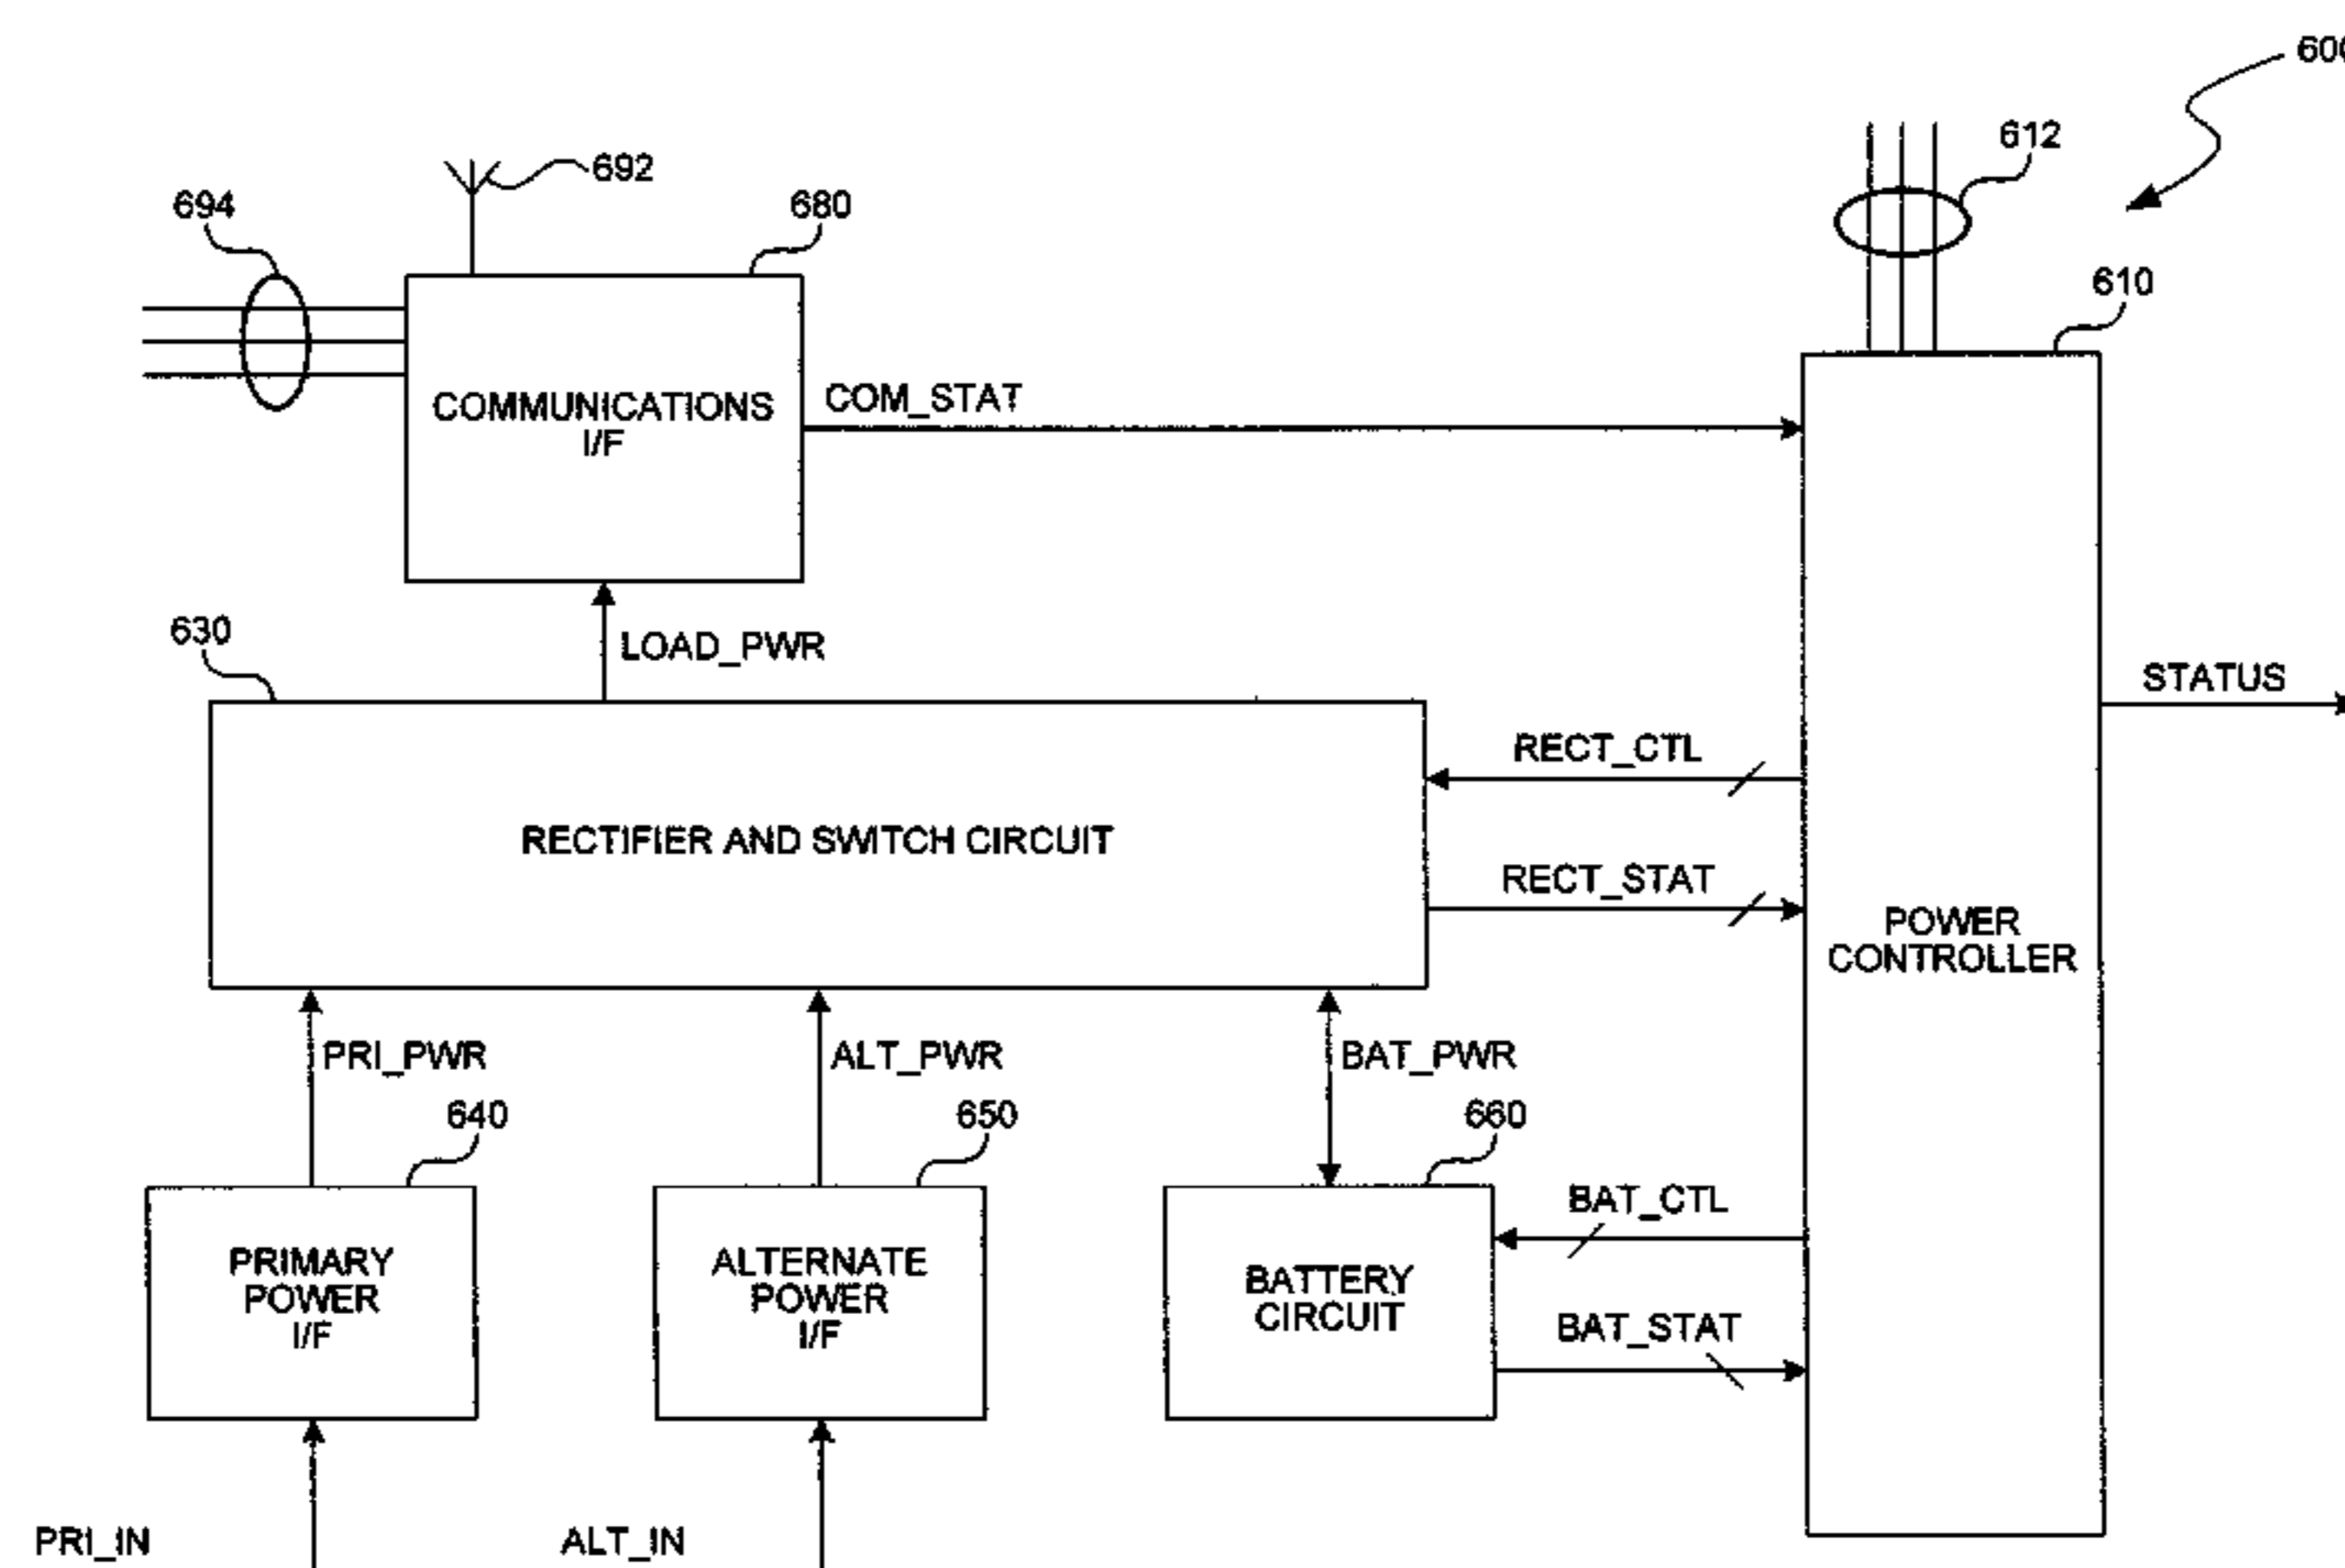 600
612
692
694
680
610
COMMUNICATIONS
I/F
COM_STAT
630
LOAD_PWR
STATUS
RECT_CTL
RECTIFIER AND SWITCH CIRCUIT
RECT_STAT
POWER
CONTROLLER
PRI_PWR
ALT_PWR
BAT_PWR
640
650
660
BAT_CTL
PRIMARY
POWER
I/F
ALTERNATE
POWER
I/F
BATTERY
CIRCUIT
BAT_STAT
PRI_IN
ALT_IN